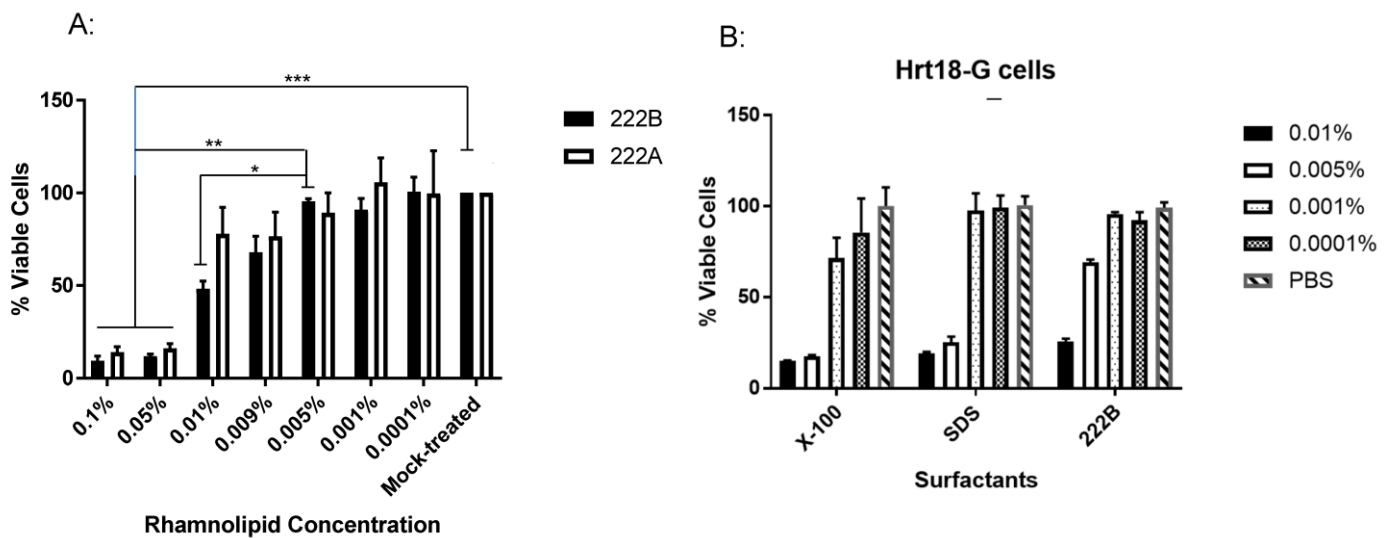 A:
***
**
*
% Viable Cells
150
100
50
0
0.1%
0.05%
0.01%
0.009%
0.005%
0.001%
0.0001%
Mock-treated
Rhamnolipid Concentration
222B
222A
B:
Hrt18-G cells
% Viable Cells
150
100
50
0
X-100
SDS
222B
Surfactants
0.01%
0.005%
0.001%
0.0001%
PBS